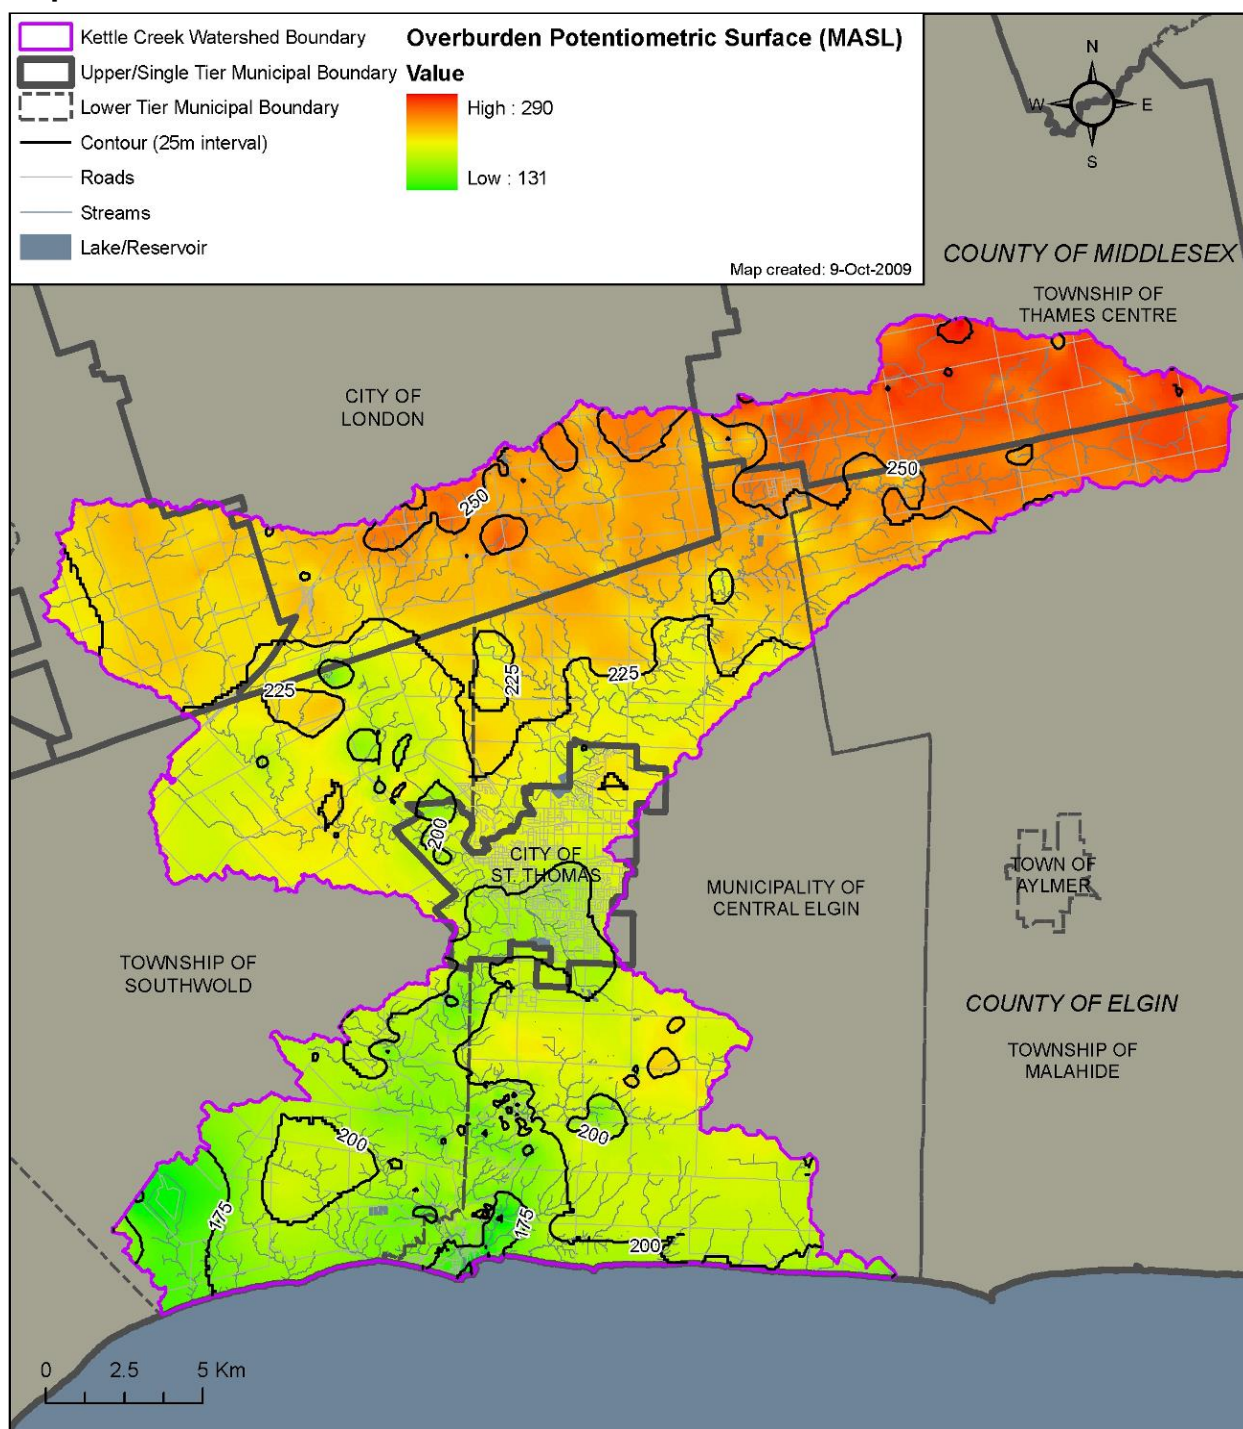 Kettle Creek Watershed Boundary
Upper/Single Tier Municipal Boundary
Lower Tier Municipal Boundary
Contour (25m interval)
Roads
Streams
Lake/Reservoir
Overburden Potentiometric Surface (MASL)
Value
High : 290
Low : 131
Map created: 9-Oct-2009
N
W
E
S
COUNTY OF MIDDLESEX
TOWNSHIP OF
THAMES CENTRE
CITY OF
LONDON
250
250
225
225
225
200
CITY OF
ST. THOMAS
MUNICIPALITY OF
CENTRAL ELGIN
TOWN OF
AYLMER
TOWNSHIP OF
SOUTHWOLD
COUNTY OF ELGIN
TOWNSHIP OF
MALAHIDE
200
200
175
175
200
0 2.5 5 Km